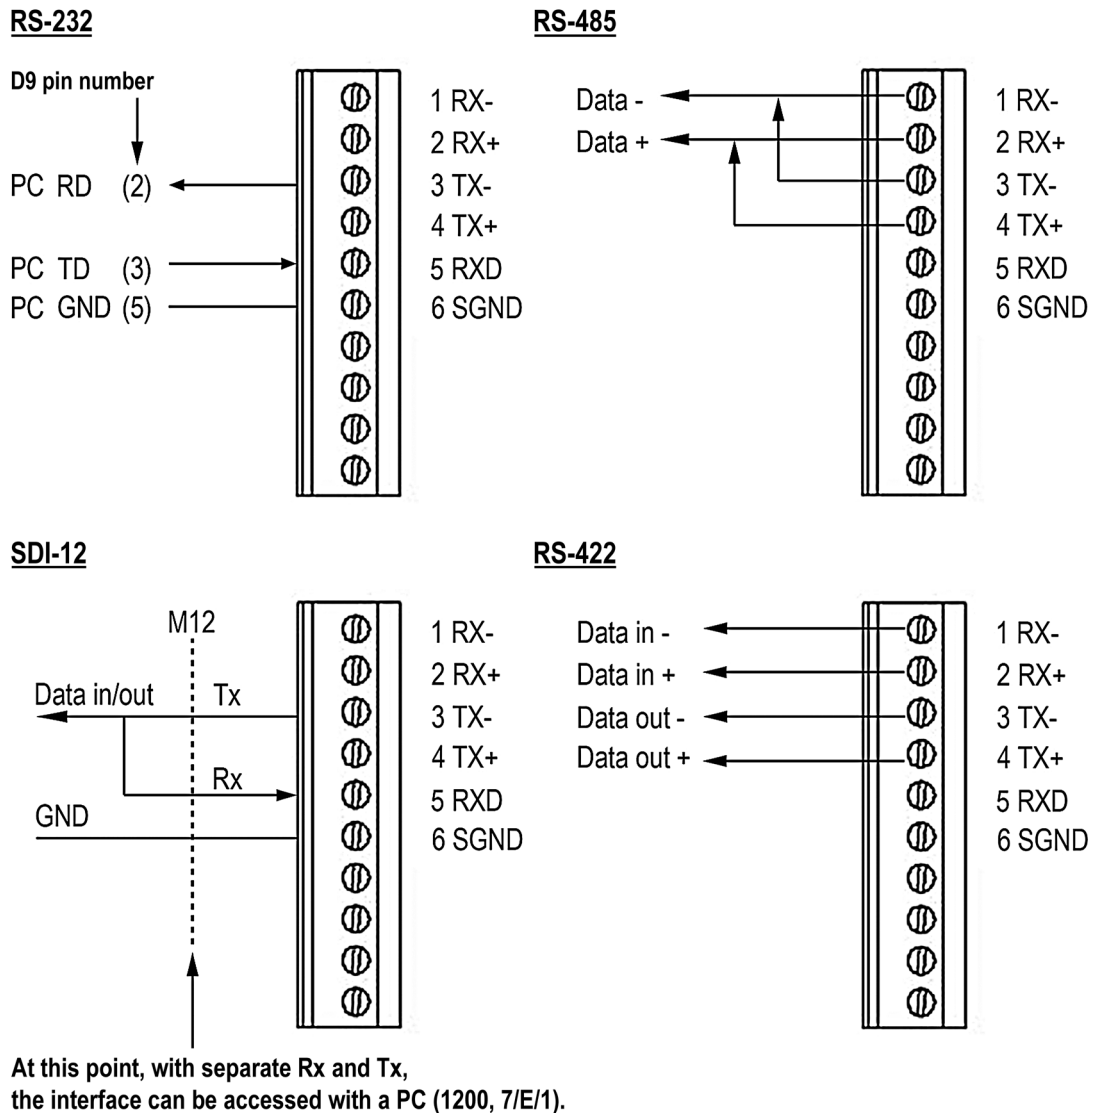 RS-232
D9 pin number
PC RD (2)
PC TD (3)
PC GND (5)
1 RX-
2 RX+
3 TX-
4 TX+
5 RXD
6 SGND
RS-485
Data -
Data +
1 RX-
2 RX+
3 TX-
4 TX+
5 RXD
6 SGND
SDI-12
M12
Data in/out
Tx
Rx
GND
1 RX-
2 RX+
3 TX-
4 TX+
5 RXD
6 SGND
At this point, with separate Rx and Tx,
the interface can be accessed with a PC (1200, 7/E/1).
RS-422
Data in -
Data in +
Data out -
Data out +
1 RX-
2 RX+
3 TX-
4 TX+
5 RXD
6 SGND